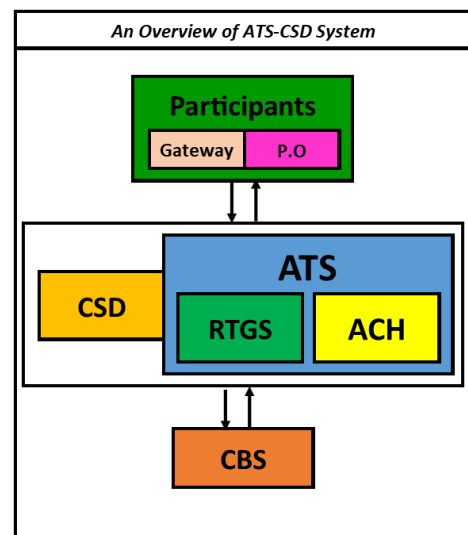 An Overview of ATS-CSD System
Participants
Gateway P.O
ATS
CSD
RTGS ACH
CBS